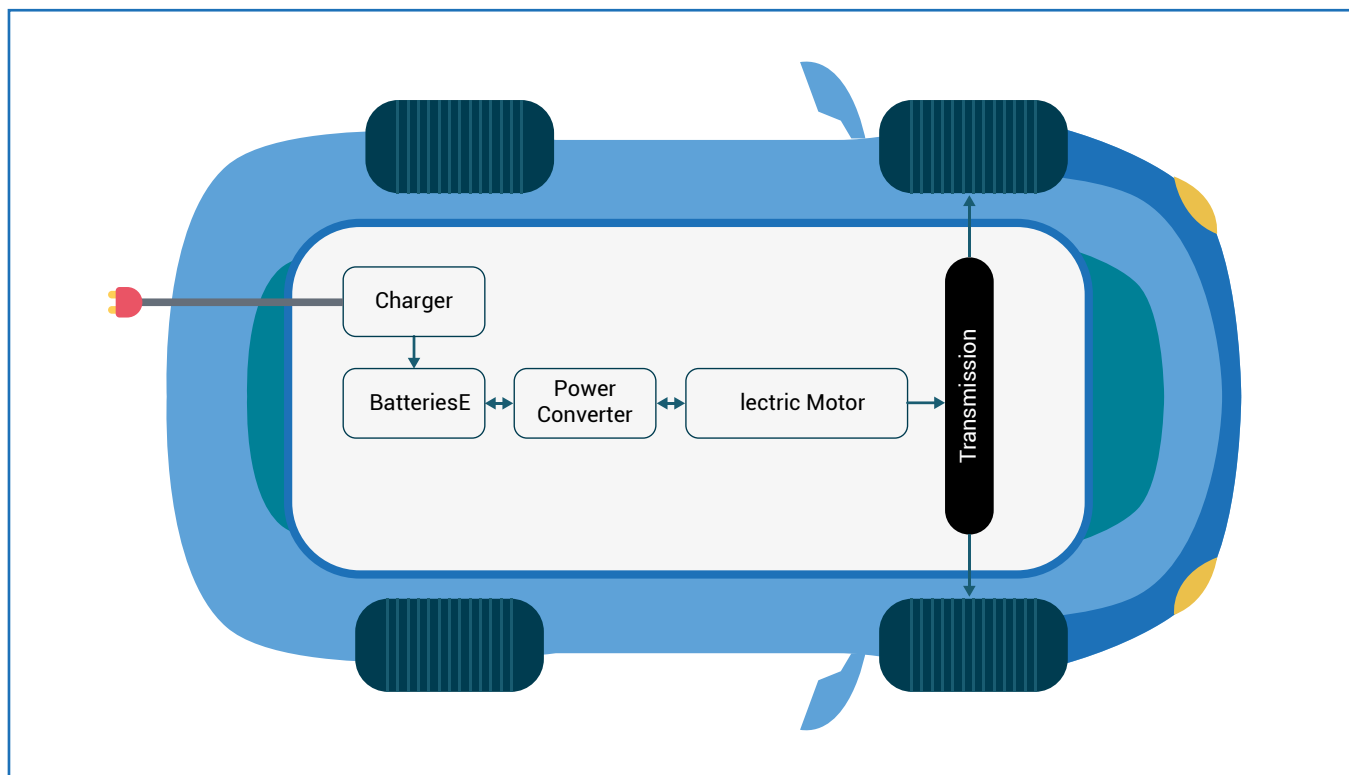 Charger
BatteriesE
Power
Converter
lectric Motor
Transmission